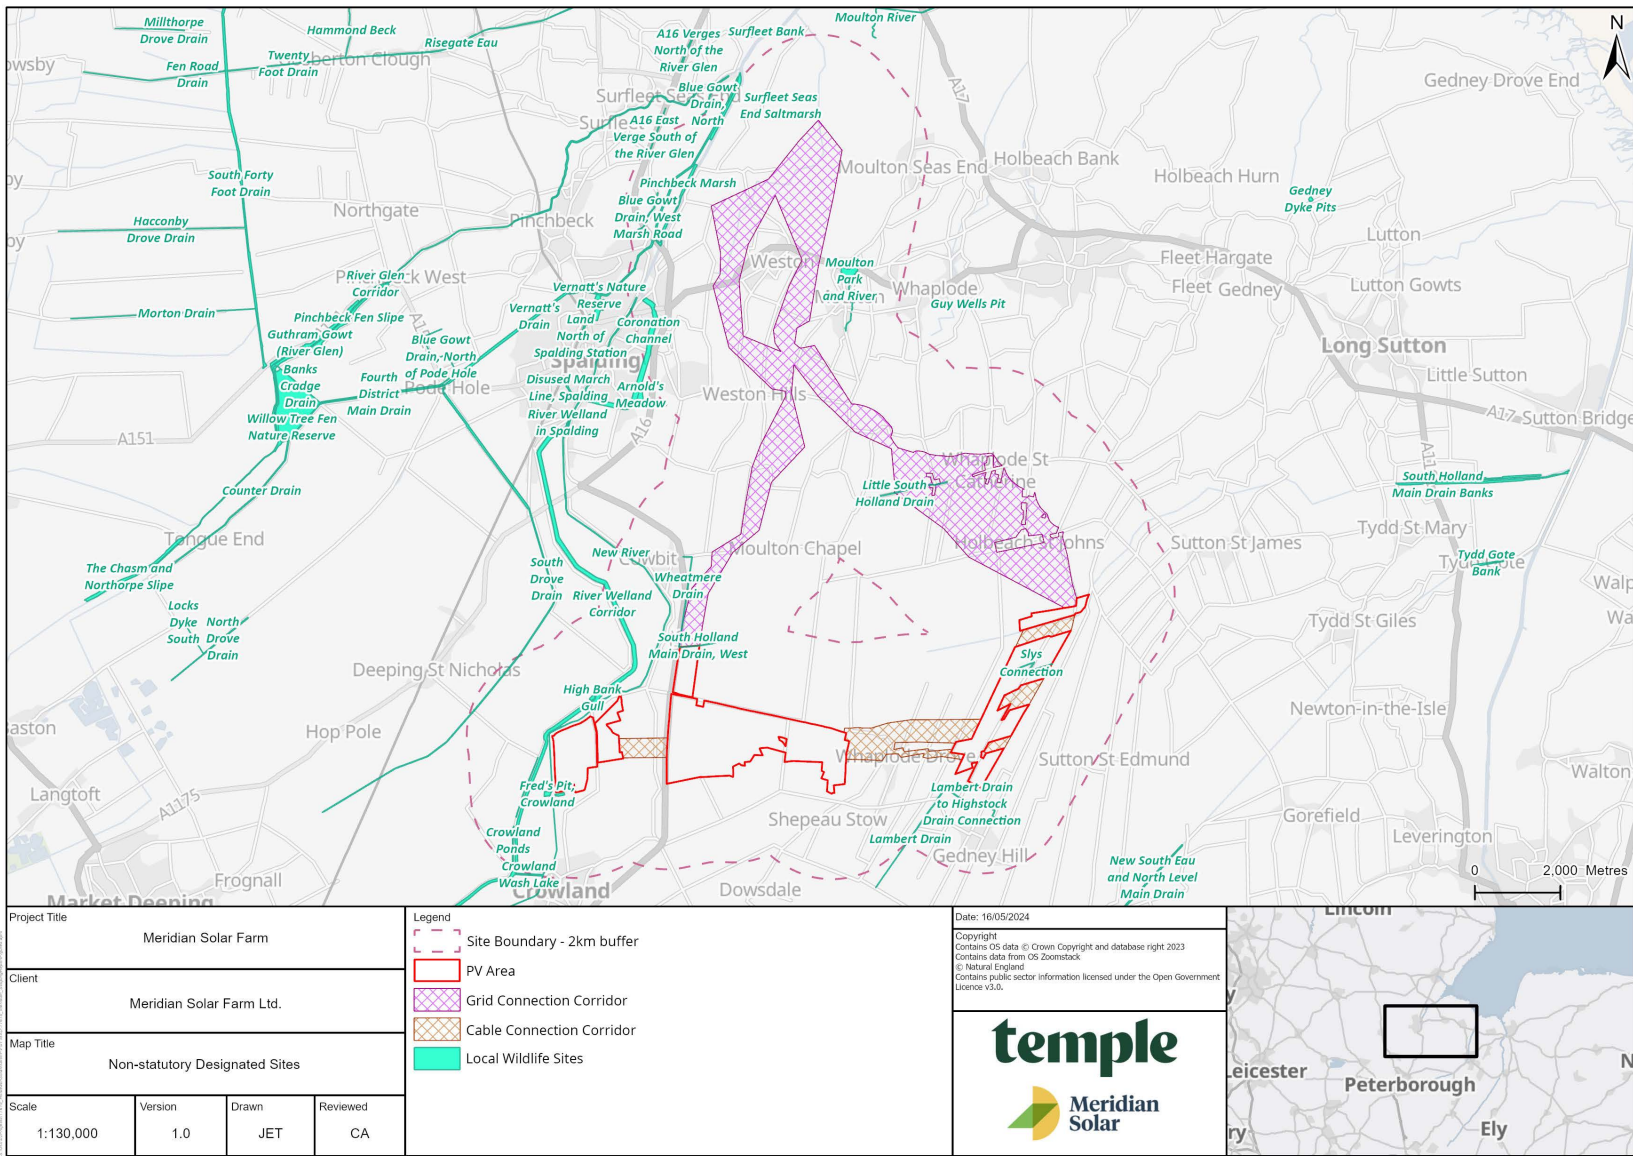 Millthorpe
Drove Drain
Hammond Beck
Risegate Eau
A16 Verges
North of the
River Glen
Surfleet Bank
Moulton River
N
Fen Road
Drain
Twenty
Foot Drain
Gedney Drove End
A17
Surfleet
Blue Gowt
Drain,
North
Surfleet Seas
End Saltmarsh
A16 East
Verge South of
the River Glen
Moulton Seas End
Holbeach Bank
Holbeach Hurn
South Forty
Foot Drain
Pinchbeck Marsh
Gedney
Dyke Pits
Northgate
Pinchbeck
Blue Gowt
Drain, West
Marsh Road
Hacconby
Drove Drain
Lutton
Weston
Moulton
Park
and River
Whaplode
Fleet Hargate
Fleet
Gedney
Lutton Gowts
River Glen
Corridor
Vernatt's Nature
Reserve
Guy Wells Pit
Morton Drain
Pinchbeck Fen Slipe
Vernatt's
Drain
Land
North of
Spalding Station
Coronation
Channel
Guthram Gowt
(River Glen)
Banks
Blue Gowt
Drain, North
of Pode Hole
Spalding
Long Sutton
Little Sutton
Cradge
Drain
Fourth
District
Main Drain
Pode Hole
Disused March
Line, Spalding
Arnold's
Meadow
Weston Hills
A17
Sutton Bridge
Willow Tree Fen
Nature Reserve
River Welland
in Spalding
A151
A16
Whaplode St
Catherine
Counter Drain
Little South
Holland Drain
South Holland
Main Drain Banks
Tongue End
Moulton Chapel
Holbeach St Johns
Sutton St James
Tydd St Mary
The Chasm and
Northorpe Slipe
South
Drove
Drain
New River
Cowbit
Wheatmere
Drain
Tydd Gote
Bank
River Welland
Corridor
Locks
Dyke
South
North
Drove
Drain
South Holland
Main Drain, West
Tydd St Giles
Slys
Connection
Deeping St Nicholas
High Bank
Gull
Newton-in-the-Isle
Hop Pole
Whaplode Drove
Sutton St Edmund
Walton
Langtoft
A1175
Fred's Pit,
Crowland
Lambert Drain
to Highstock
Drain Connection
Shepeau Stow
Gorefield
Leverington
Crowland
Ponds
Lambert Drain
Gedney Hill
New South Eau
and North Level
Main Drain
Crowland
Wash Lake
Frognall
Crowland
Dowsdale
Market Deeping
0 2,000 Metres
Project Title
Meridian Solar Farm
Client
Meridian Solar Farm Ltd.
Map Title
Non-statutory Designated Sites
Scale
1:130,000
Version
1.0
Drawn
JET
Reviewed
CA
Legend
Site Boundary - 2km buffer
PV Area
Grid Connection Corridor
Cable Connection Corridor
Local Wildlife Sites
Date: 16/05/2024
Copyright
Contains OS data © Crown Copyright and database right 2023
Contains data from OS Zoomstack
© Natural England
Contains public sector information licensed under the Open Government
Licence v3.0.
temple
Meridian
Solar
Lincoln
Leicester
Peterborough
Ely